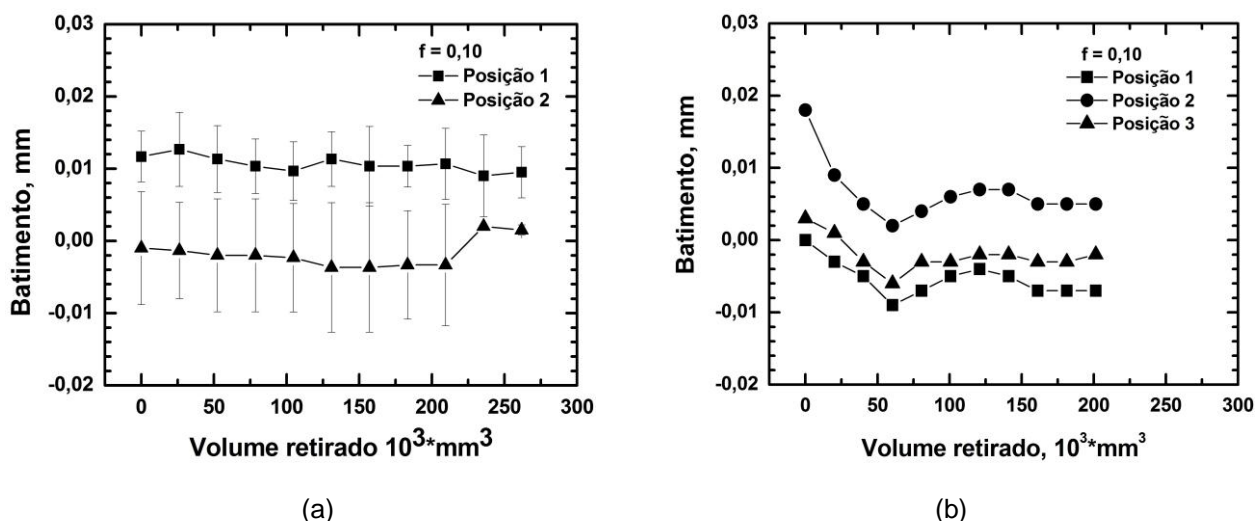 0,03
0,02
0,01
0,00
-0,01
-0,02
Batimento, mm
f = 0,10
Posição 1
Posição 2
0 50 100 150 200 250 300
Volume retirado 10³*mm³
(a)
0,03
0,02
0,01
0,00
-0,01
-0,02
Batimento, mm
f = 0,10
Posição 1
Posição 2
Posição 3
0 50 100 150 200 250 300
Volume retirado, 10³*mm³
(b)